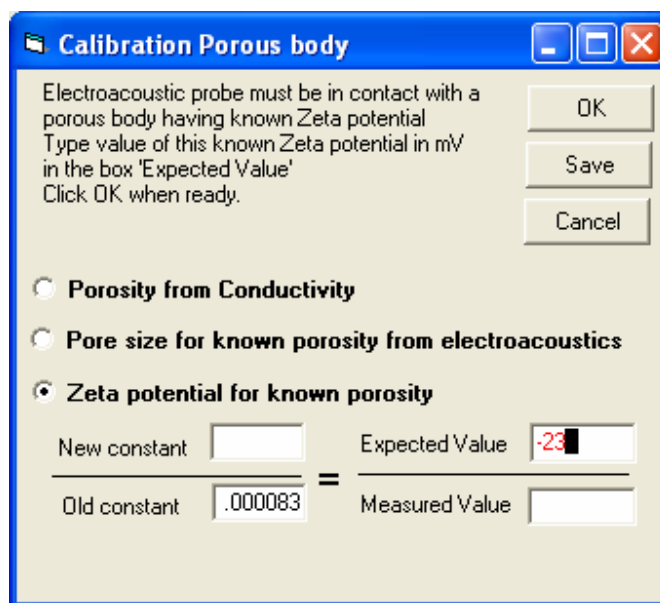 Calibration Porous body
Electroacoustic probe must be in contact with a
porous body having known Zeta potential
Type value of this known Zeta potential in mV
in the box 'Expected Value'
Click OK when ready.
OK
Save
Cancel
Porosity from Conductivity
Pore size for known porosity from electroacoustics
Zeta potential for known porosity
New constant
Expected Value -23
=
Old constant .000083
Measured Value